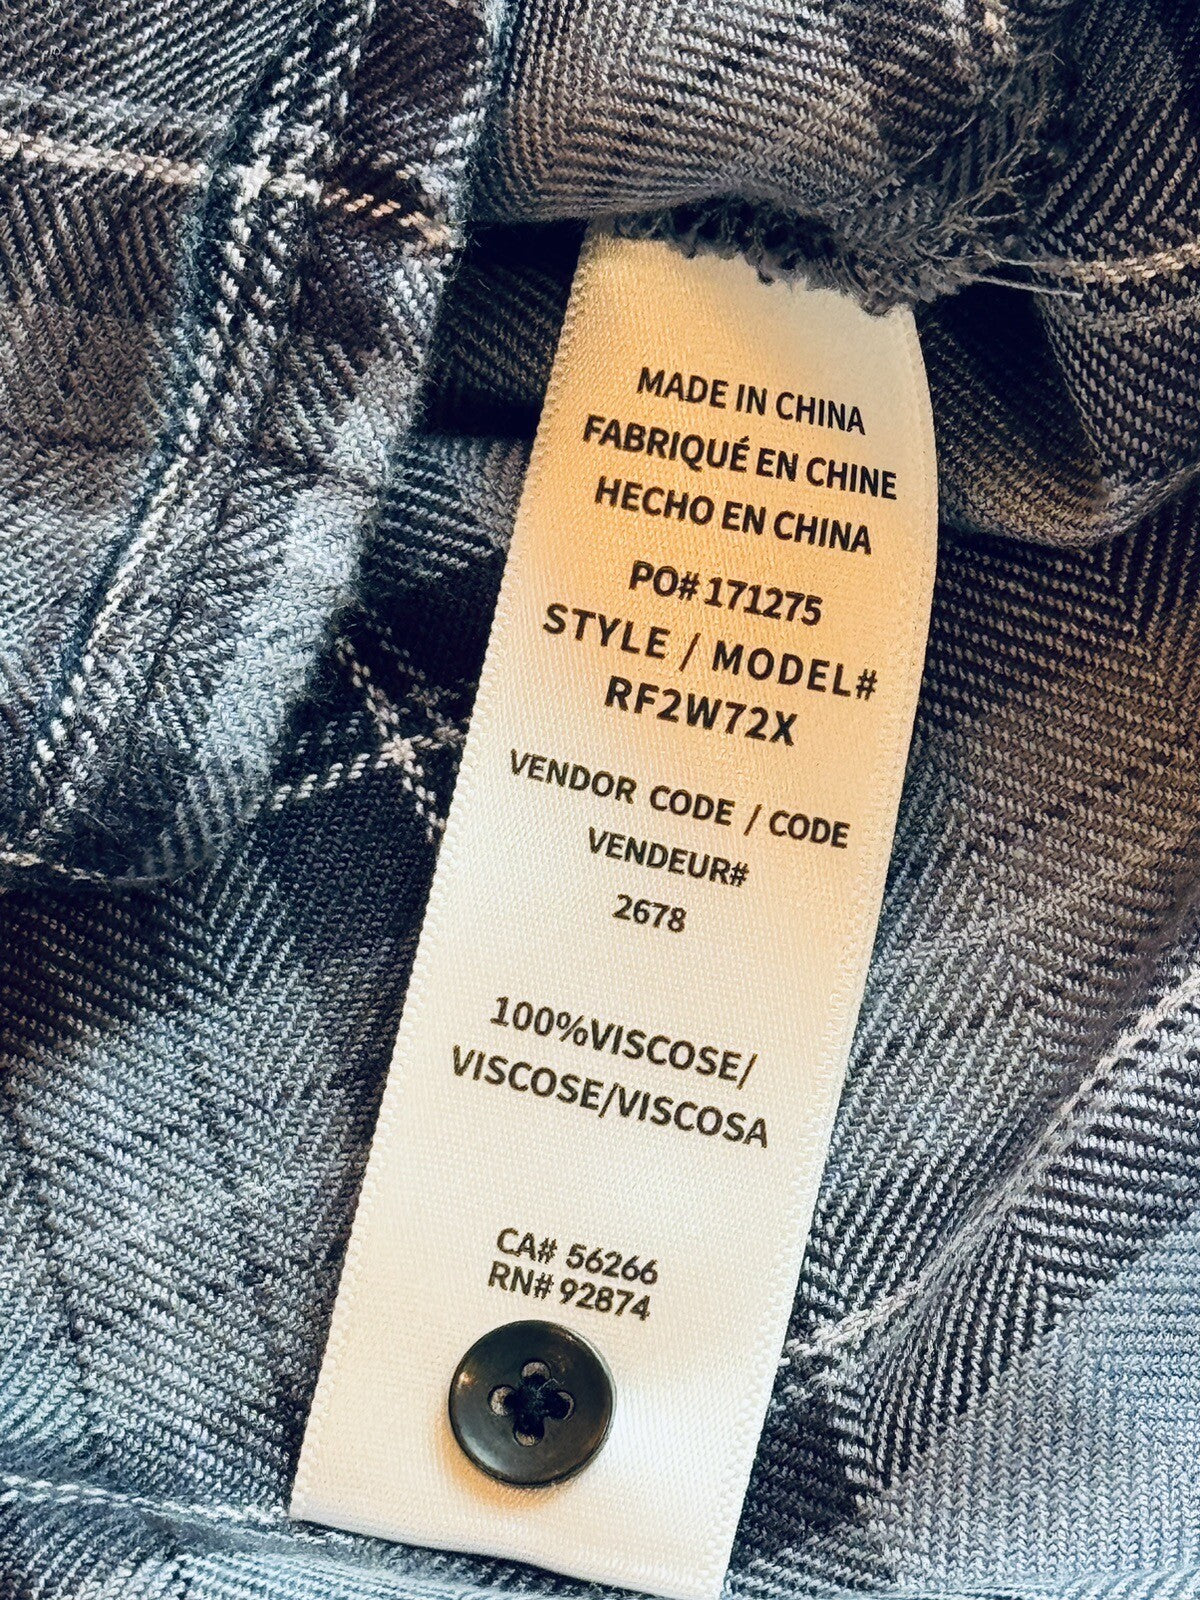 MADE IN CHINA
FABRIQUÉ EN CHINE
HECHO EN CHINA
PO# 171275
STYLE / MODEL#
RF2W72X
VENDOR CODE / CODE
VENDEUR#
2678
100%VISCOSE/
VISCOSE/VISCOSA
CA# 56266
RN# 92874